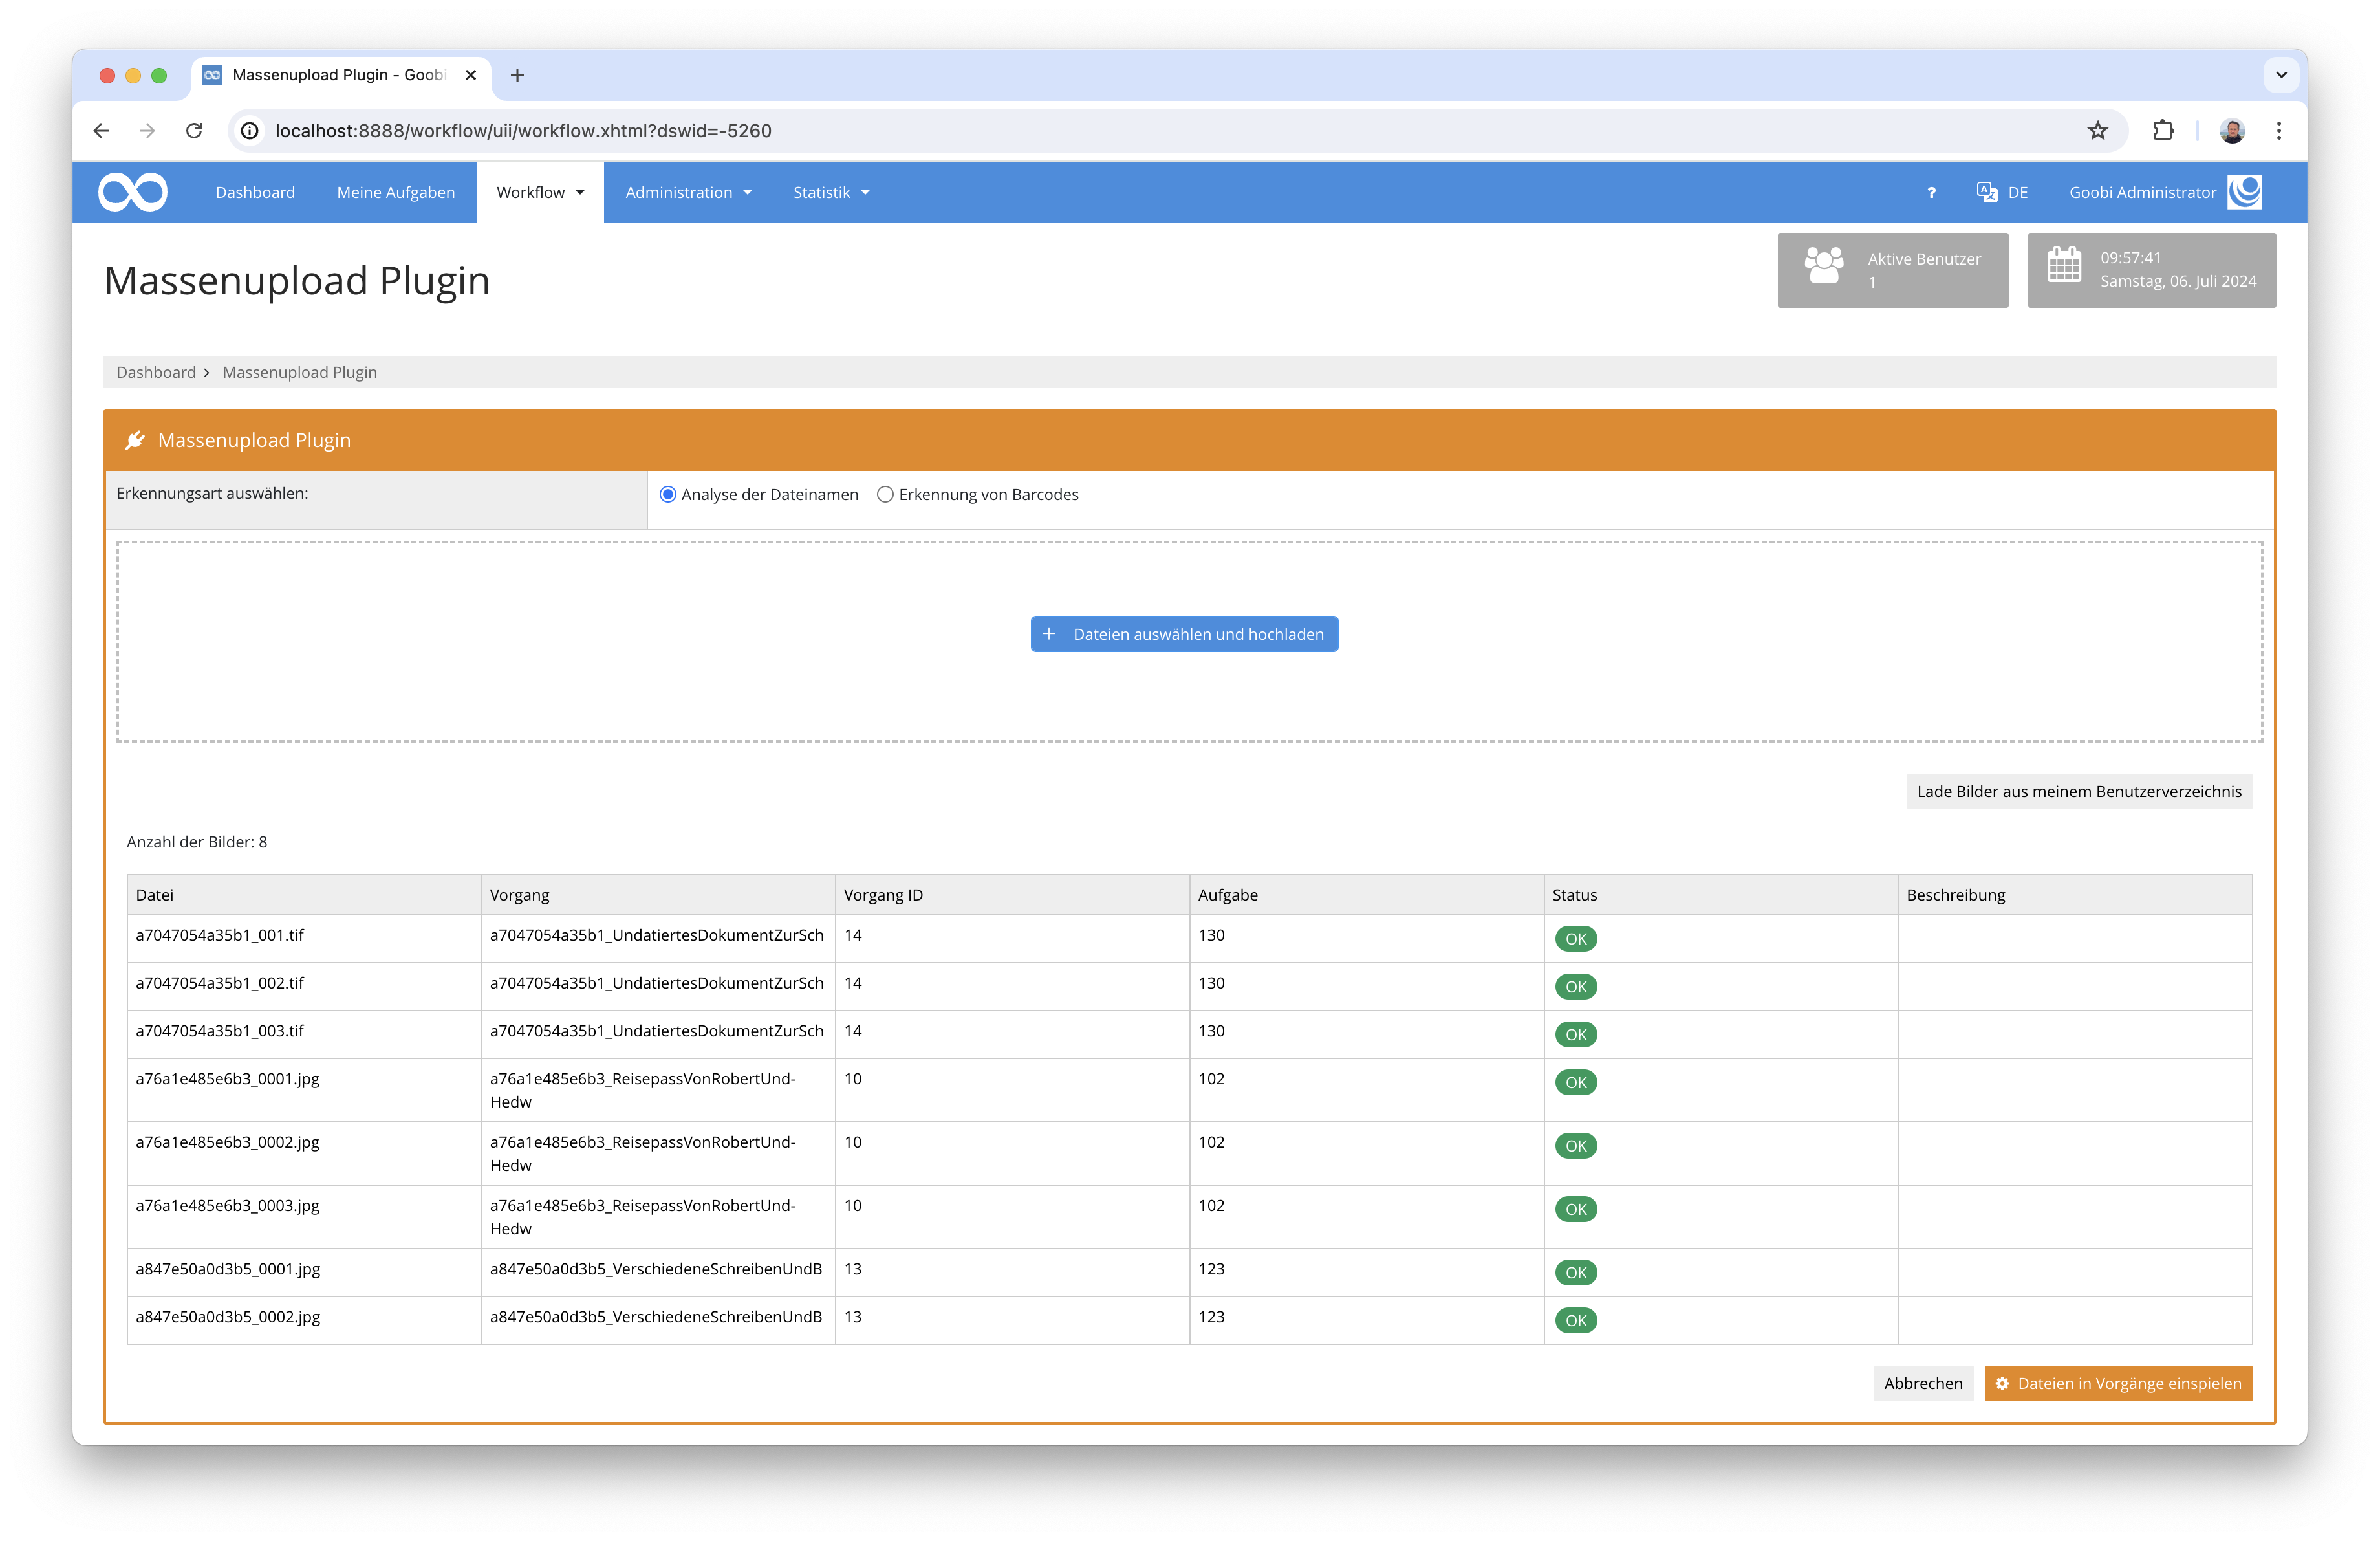 Massenupload Plugin - Goobi
localhost:8888/workflow/uii/workflow.xhtml?dswid=-5260
Dashboard Meine Aufgaben Workflow Administration Statistik ? DE Goobi Administrator
Massenupload Plugin
Aktive Benutzer
1
09:57:41
Samstag, 06. Juli 2024
Dashboard > Massenupload Plugin
Massenupload Plugin
Erkennungsart auswählen: Analyse der Dateinamen Erkennung von Barcodes
+ Dateien auswählen und hochladen
Lade Bilder aus meinem Benutzerverzeichnis
Anzahl der Bilder: 8
Datei Vorgang Vorgang ID Aufgabe Status Beschreibung
a7047054a35b1_001.tif a7047054a35b1_UndatiertesDokumentZurSch 14 130 OK
a7047054a35b1_002.tif a7047054a35b1_UndatiertesDokumentZurSch 14 130 OK
a7047054a35b1_003.tif a7047054a35b1_UndatiertesDokumentZurSch 14 130 OK
a76a1e485e6b3_0001.jpg a76a1e485e6b3_ReisepassVonRobertUnd- 10 102 OK
Hedw
a76a1e485e6b3_0002.jpg a76a1e485e6b3_ReisepassVonRobertUnd- 10 102 OK
Hedw
a76a1e485e6b3_0003.jpg a76a1e485e6b3_ReisepassVonRobertUnd- 10 102 OK
Hedw
a847e50a0d3b5_0001.jpg a847e50a0d3b5_VerschiedeneSchreibenUndB 13 123 OK
a847e50a0d3b5_0002.jpg a847e50a0d3b5_VerschiedeneSchreibenUndB 13 123 OK
Abbrechen Dateien in Vorgänge einspielen